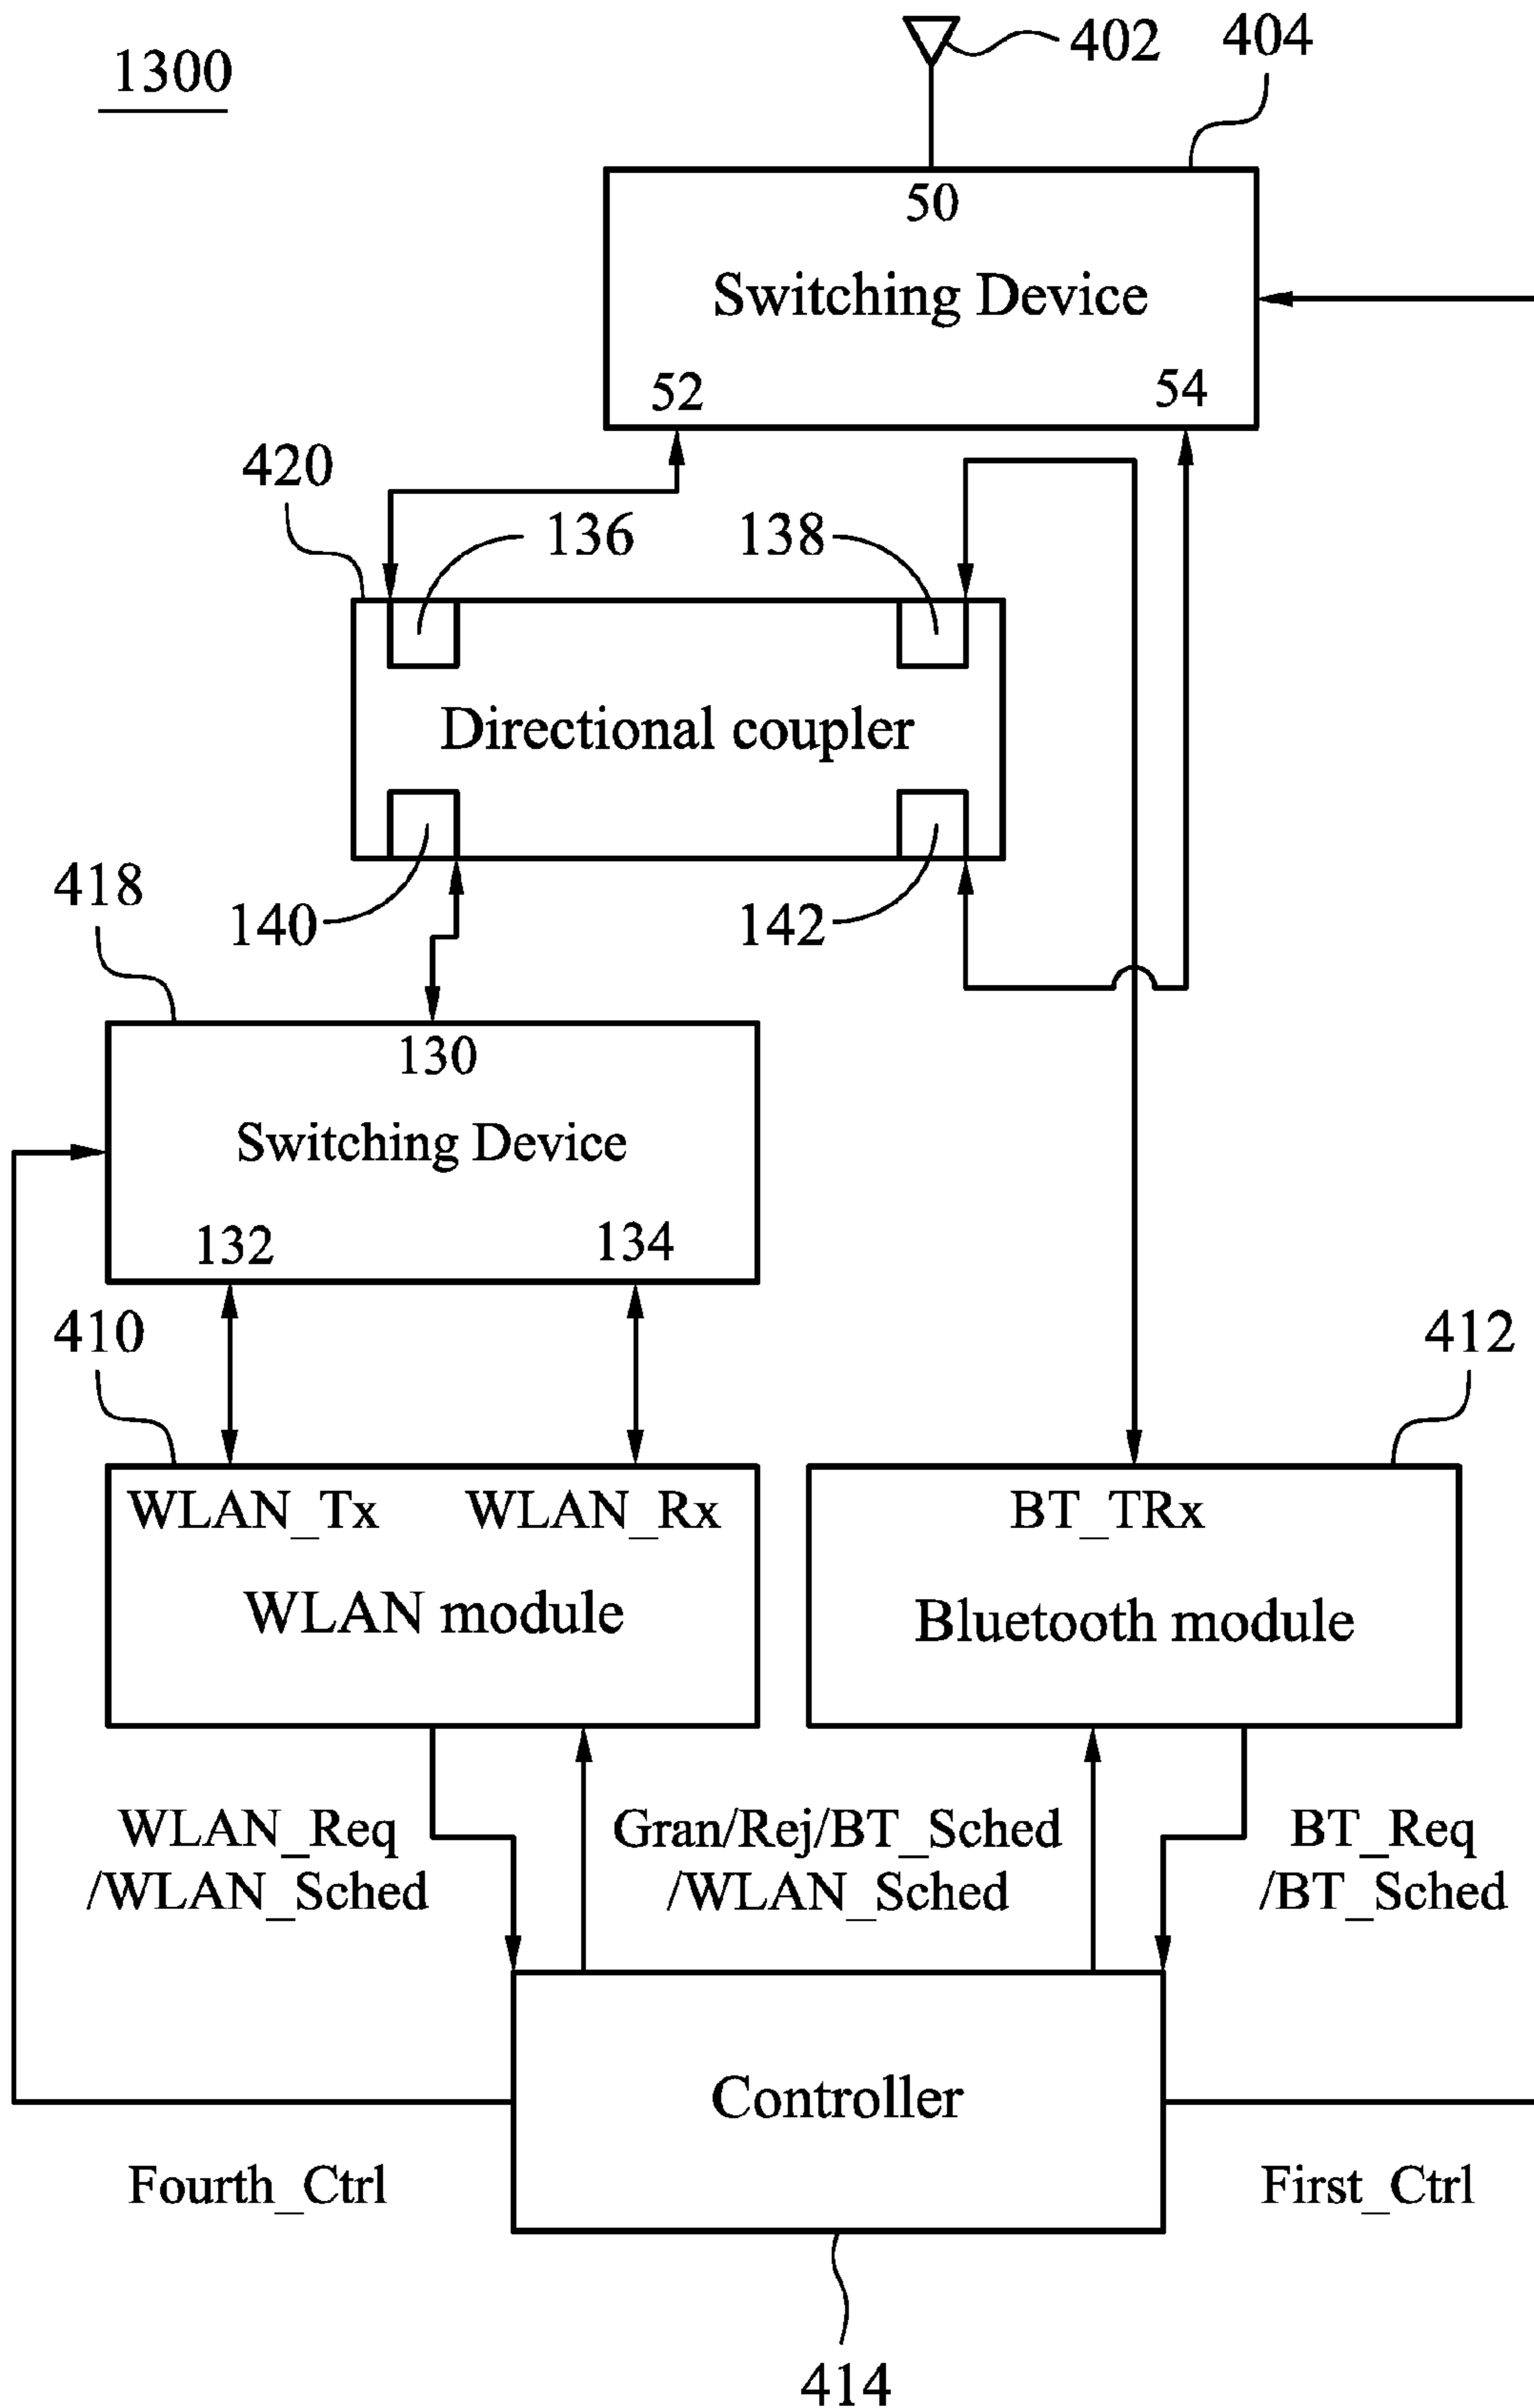 1300
402
404
50
Switching Device
52
54
420
136
138
Directional coupler
418
140
142
130
Switching Device
132
134
410
412
WLAN_Tx
WLAN_Rx
BT_TRx
WLAN module
Bluetooth module
WLAN_Req
/WLAN_Sched
Gran/Rej/BT_Sched
/WLAN_Sched
BT_Req
/BT_Sched
Controller
Fourth_Ctrl
First_Ctrl
414